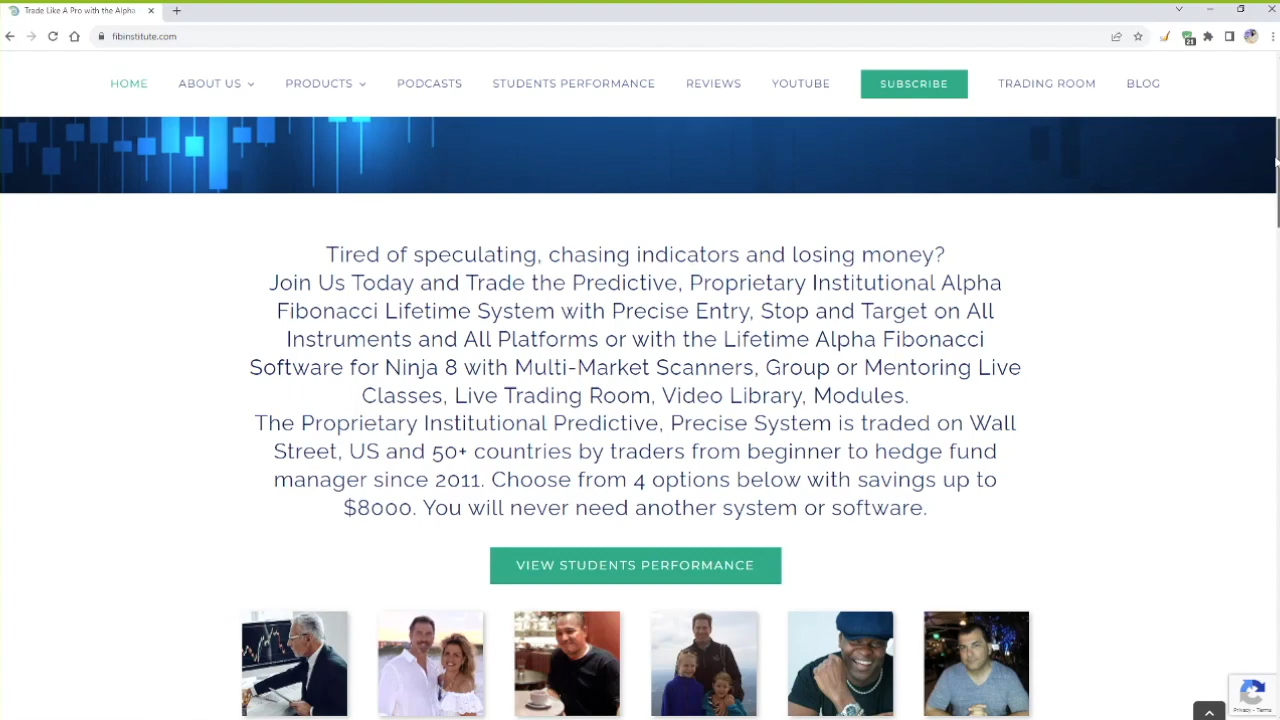 Trade Like A Pro with the Alpha
fibinstitute.com
21
HOME ABOUT US PRODUCTS PODCASTS STUDENTS PERFORMANCE REVIEWS YOUTUBE SUBSCRIBE TRADING ROOM BLOG
Tired of speculating, chasing indicators and losing money?
Join Us Today and Trade the Predictive, Proprietary Institutional Alpha
Fibonacci Lifetime System with Precise Entry, Stop and Target on All
Instruments and All Platforms or with the Lifetime Alpha Fibonacci
Software for Ninja 8 with Multi-Market Scanners, Group or Mentoring Live
Classes, Live Trading Room, Video Library, Modules.
The Proprietary Institutional Predictive, Precise System is traded on Wall
Street, US and 50+ countries by traders from beginner to hedge fund
manager since 2011. Choose from 4 options below with savings up to
$8000. You will never need another system or software.
VIEW STUDENTS PERFORMANCE
Privacy - Terms